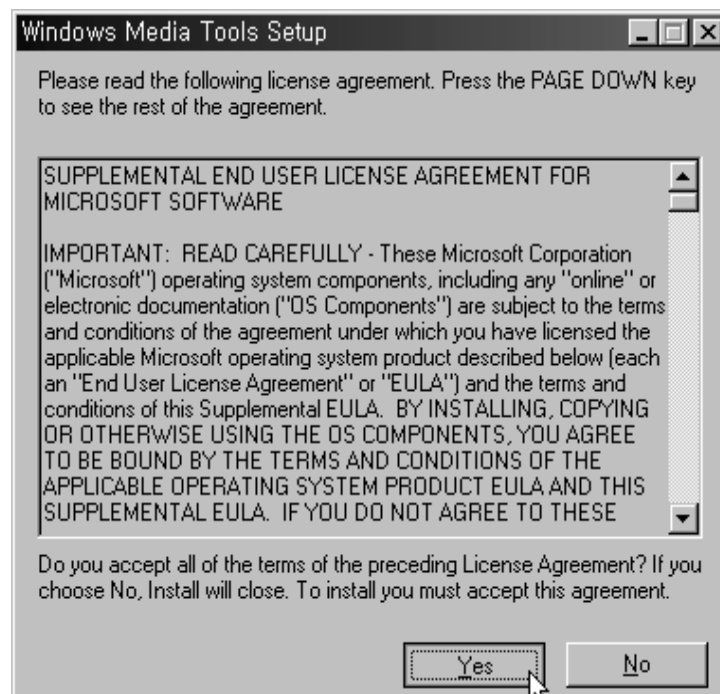 Windows Media Tools Setup
Please read the following license agreement. Press the PAGE DOWN key
to see the rest of the agreement.
SUPPLEMENTAL END USER LICENSE AGREEMENT FOR
MICROSOFT SOFTWARE
IMPORTANT:  READ CAREFULLY - These Microsoft Corporation
("Microsoft") operating system components, including any "online" or
electronic documentation ("OS Components") are subject to the terms
and conditions of the agreement under which you have licensed the
applicable Microsoft operating system product described below (each
an "End User License Agreement" or "EULA") and the terms and
conditions of this Supplemental EULA.  BY INSTALLING, COPYING
OR OTHERWISE USING THE OS COMPONENTS, YOU AGREE
TO BE BOUND BY THE TERMS AND CONDITIONS OF THE
APPLICABLE OPERATING SYSTEM PRODUCT EULA AND THIS
SUPPLEMENTAL EULA.  IF YOU DO NOT AGREE TO THESE
Do you accept all of the terms of the preceding License Agreement? If you
choose No, Install will close. To install you must accept this agreement.
Yes No